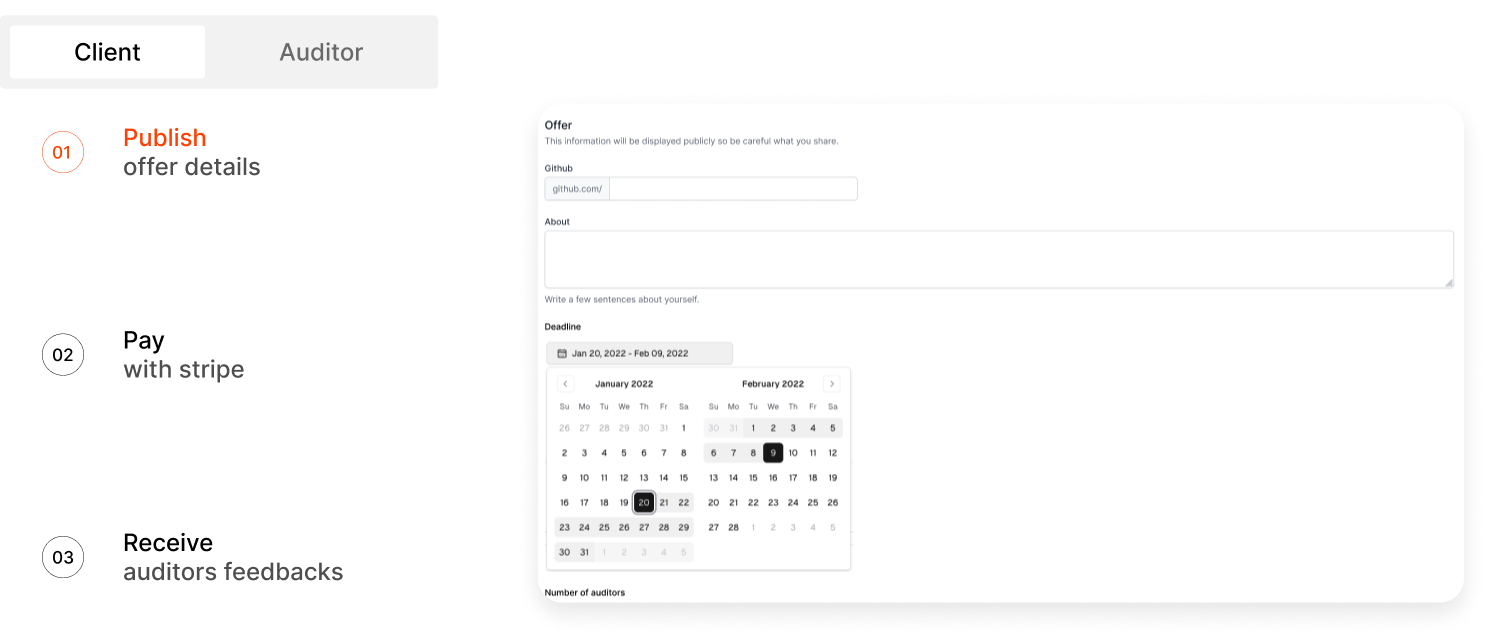 Client Auditor
01 Publish
offer details
02 Pay
with stripe
03 Receive
auditors feedbacks
Offer
This information will be displayed publicly so be careful what you share.
Github
github.com/
About
Write a few sentences about yourself.
Deadline
Jan 20, 2022 - Feb 09, 2022
January 2022
Su Mo Tu We Th Fr Sa
26 27 28 29 30 31 1
2 3 4 5 6 7 8
9 10 11 12 13 14 15
16 17 18 19 20 21 22
23 24 25 26 27 28 29
30 31 1 2 3 4 5
February 2022
Su Mo Tu We Th Fr Sa
30 31 1 2 3 4 5
6 7 8 9 10 11 12
13 14 15 16 17 18 19
20 21 22 23 24 25 26
27 28 1 2 3 4 5
Number of auditors